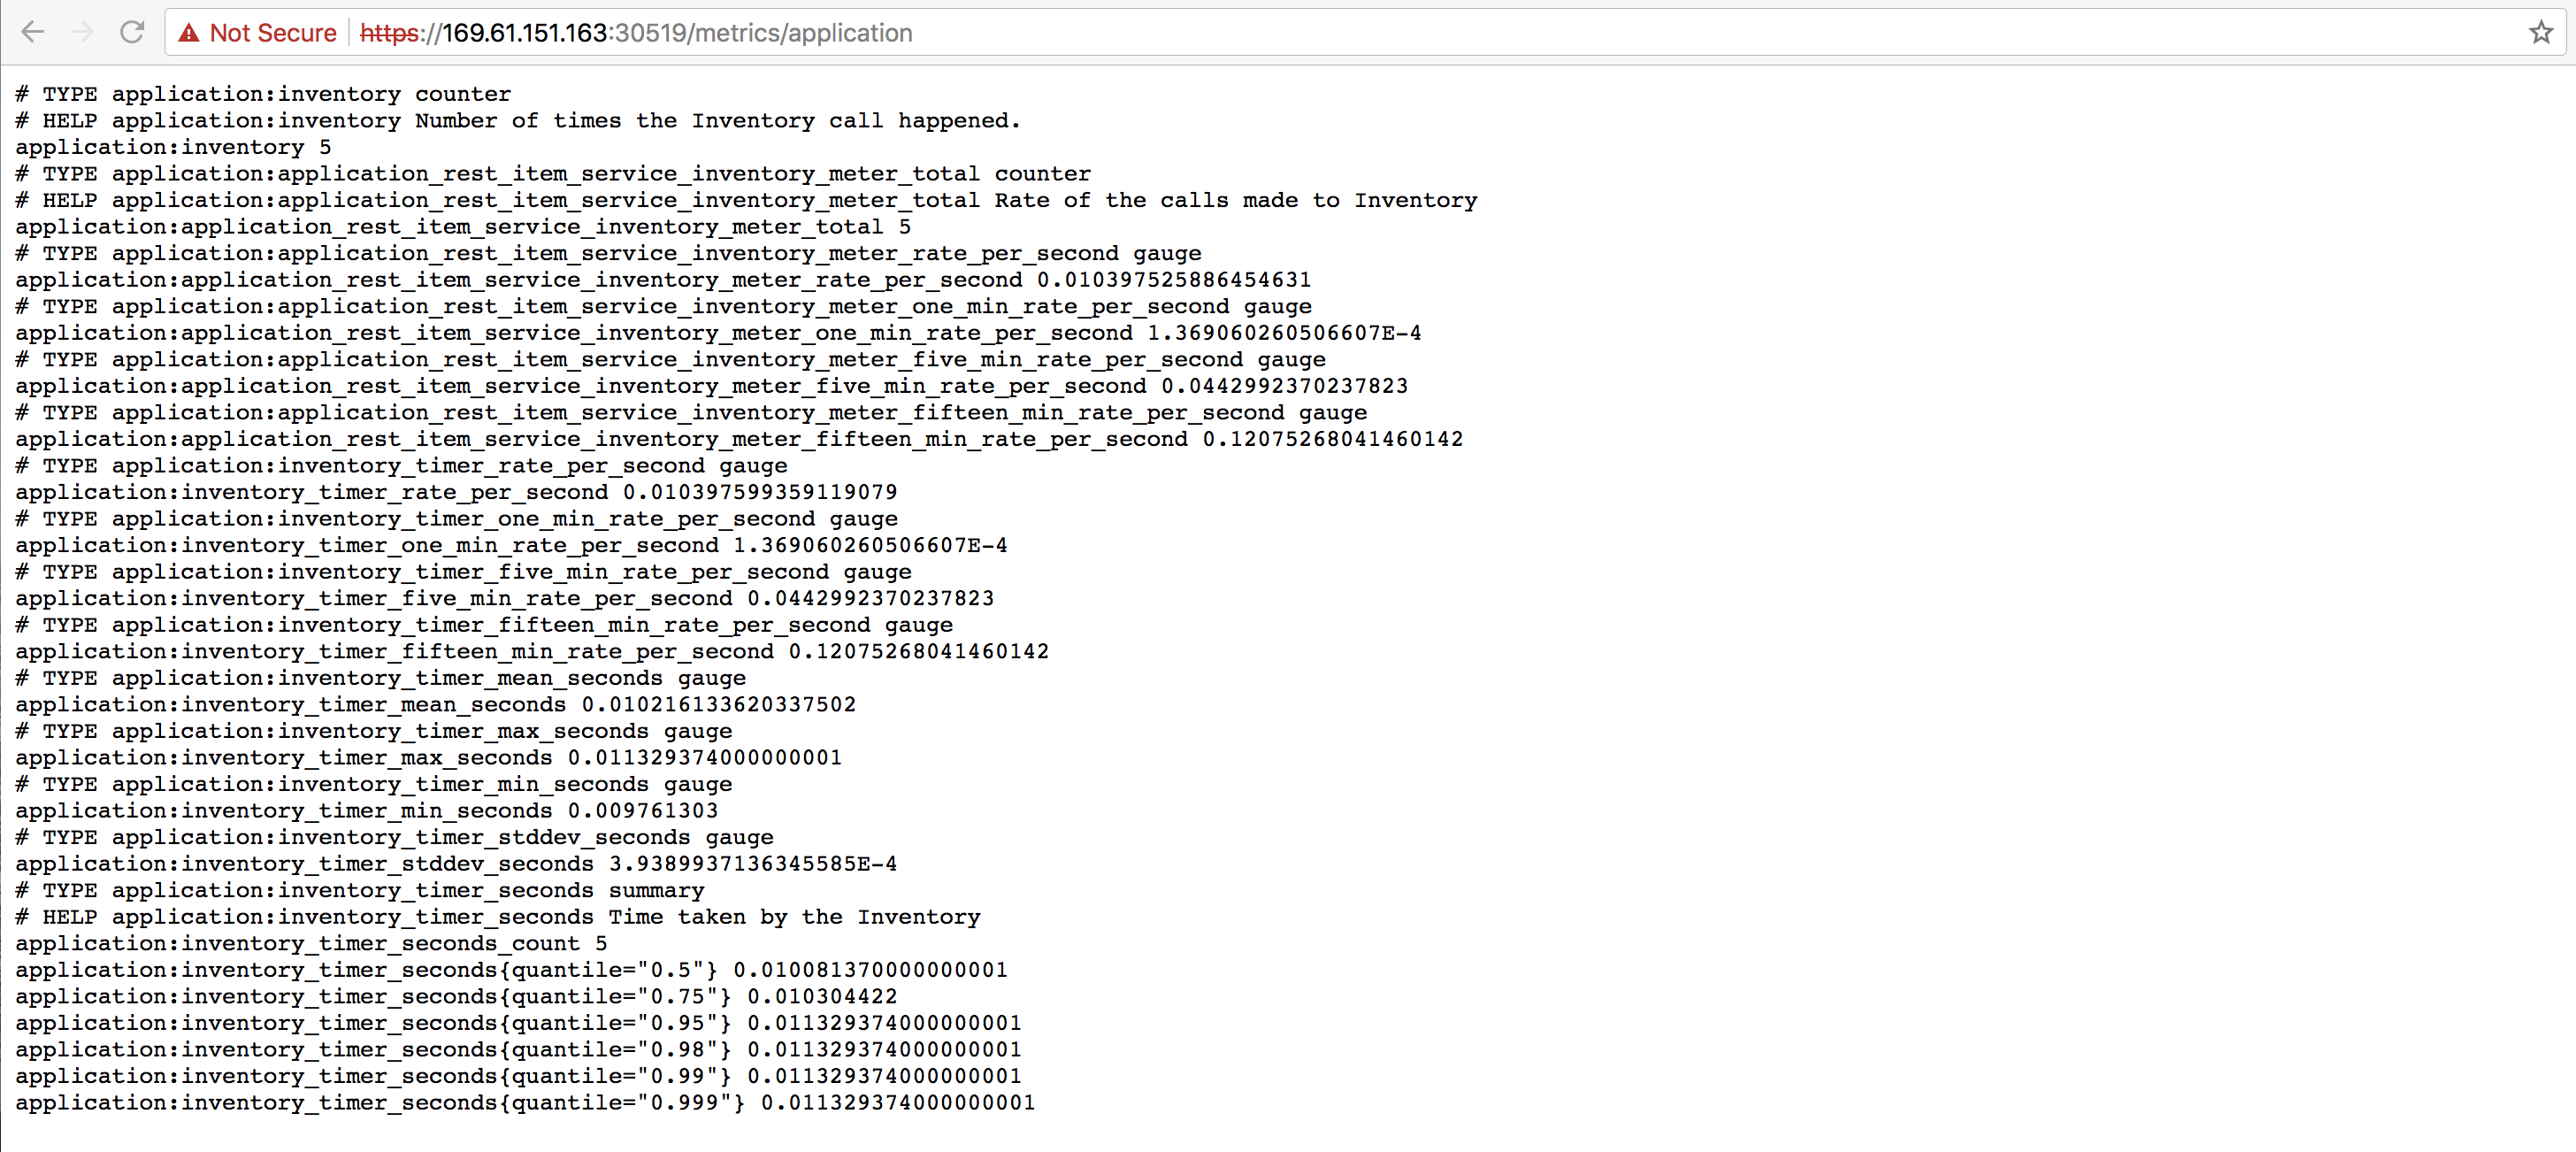 Not Secure https://169.61.151.163:30519/metrics/application
# TYPE application:inventory counter
# HELP application:inventory Number of times the Inventory call happened.
application:inventory 5
# TYPE application:application_rest_item_service_inventory_meter_total counter
# HELP application:application_rest_item_service_inventory_meter_total Rate of the calls made to Inventory
application:application_rest_item_service_inventory_meter_total 5
# TYPE application:application_rest_item_service_inventory_meter_rate_per_second gauge
application:application_rest_item_service_inventory_meter_rate_per_second 0.010397525886454631
# TYPE application:application_rest_item_service_inventory_meter_one_min_rate_per_second gauge
application:application_rest_item_service_inventory_meter_one_min_rate_per_second 1.369060260506607E-4
# TYPE application:application_rest_item_service_inventory_meter_five_min_rate_per_second gauge
application:application_rest_item_service_inventory_meter_five_min_rate_per_second 0.0442992370237823
# TYPE application:application_rest_item_service_inventory_meter_fifteen_min_rate_per_second gauge
application:application_rest_item_service_inventory_meter_fifteen_min_rate_per_second 0.12075268041460142
# TYPE application:inventory_timer_rate_per_second gauge
application:inventory_timer_rate_per_second 0.010397599359119079
# TYPE application:inventory_timer_one_min_rate_per_second gauge
application:inventory_timer_one_min_rate_per_second 1.369060260506607E-4
# TYPE application:inventory_timer_five_min_rate_per_second gauge
application:inventory_timer_five_min_rate_per_second 0.0442992370237823
# TYPE application:inventory_timer_fifteen_min_rate_per_second gauge
application:inventory_timer_fifteen_min_rate_per_second 0.12075268041460142
# TYPE application:inventory_timer_mean_seconds gauge
application:inventory_timer_mean_seconds 0.010216133620337502
# TYPE application:inventory_timer_max_seconds gauge
application:inventory_timer_max_seconds 0.011329374000000001
# TYPE application:inventory_timer_min_seconds gauge
application:inventory_timer_min_seconds 0.009761303
# TYPE application:inventory_timer_stddev_seconds gauge
application:inventory_timer_stddev_seconds 3.9389937136345585E-4
# TYPE application:inventory_timer_seconds summary
# HELP application:inventory_timer_seconds Time taken by the Inventory
application:inventory_timer_seconds_count 5
application:inventory_timer_seconds{quantile="0.5"} 0.010081370000000001
application:inventory_timer_seconds{quantile="0.75"} 0.010304422
application:inventory_timer_seconds{quantile="0.95"} 0.011329374000000001
application:inventory_timer_seconds{quantile="0.98"} 0.011329374000000001
application:inventory_timer_seconds{quantile="0.99"} 0.011329374000000001
application:inventory_timer_seconds{quantile="0.999"} 0.011329374000000001